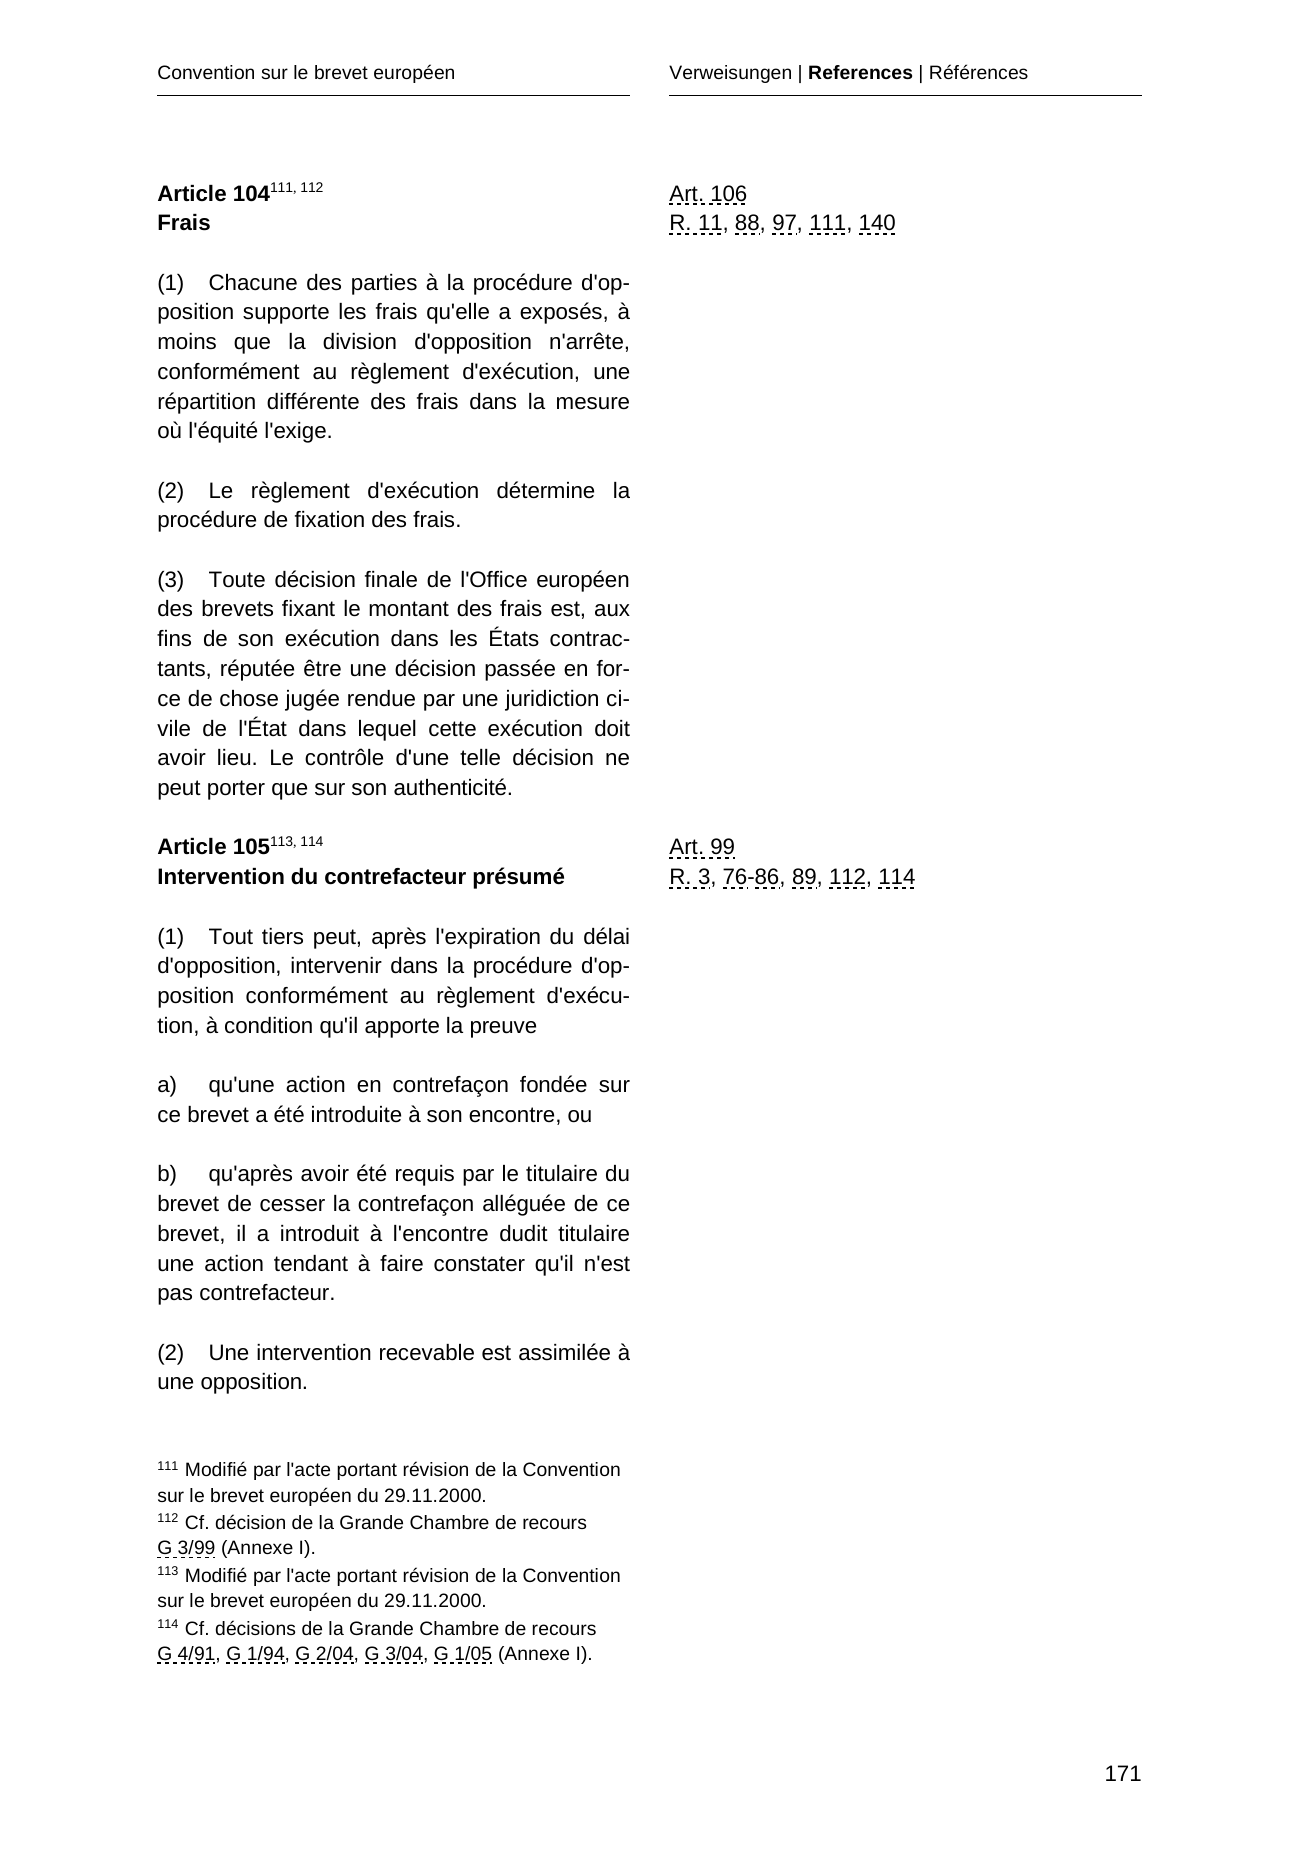 Convention sur le brevet européen
Verweisungen | References | Références
Article 104111, 112
Frais
Art. 106
R. 11, 88, 97, 111, 140
(1) Chacune des parties à la procédure d'op-
position supporte les frais qu'elle a exposés, à
moins que la division d'opposition n'arrête,
conformément au règlement d'exécution, une
répartition différente des frais dans la mesure
où l'équité l'exige.
(2) Le règlement d'exécution détermine la
procédure de fixation des frais.
(3) Toute décision finale de l'Office européen
des brevets fixant le montant des frais est, aux
fins de son exécution dans les États contrac-
tants, réputée être une décision passée en for-
ce de chose jugée rendue par une juridiction ci-
vile de l'État dans lequel cette exécution doit
avoir lieu. Le contrôle d'une telle décision ne
peut porter que sur son authenticité.
Article 105113, 114
Intervention du contrefacteur présumé
Art. 99
R. 3, 76-86, 89, 112, 114
(1) Tout tiers peut, après l'expiration du délai
d'opposition, intervenir dans la procédure d'op-
position conformément au règlement d'exécu-
tion, à condition qu'il apporte la preuve
a) qu'une action en contrefaçon fondée sur
ce brevet a été introduite à son encontre, ou
b) qu'après avoir été requis par le titulaire du
brevet de cesser la contrefaçon alléguée de ce
brevet, il a introduit à l'encontre dudit titulaire
une action tendant à faire constater qu'il n'est
pas contrefacteur.
(2) Une intervention recevable est assimilée à
une opposition.
111 Modifié par l'acte portant révision de la Convention
sur le brevet européen du 29.11.2000.
112 Cf. décision de la Grande Chambre de recours
G 3/99 (Annexe I).
113 Modifié par l'acte portant révision de la Convention
sur le brevet européen du 29.11.2000.
114 Cf. décisions de la Grande Chambre de recours
G 4/91, G 1/94, G 2/04, G 3/04, G 1/05 (Annexe I).
171